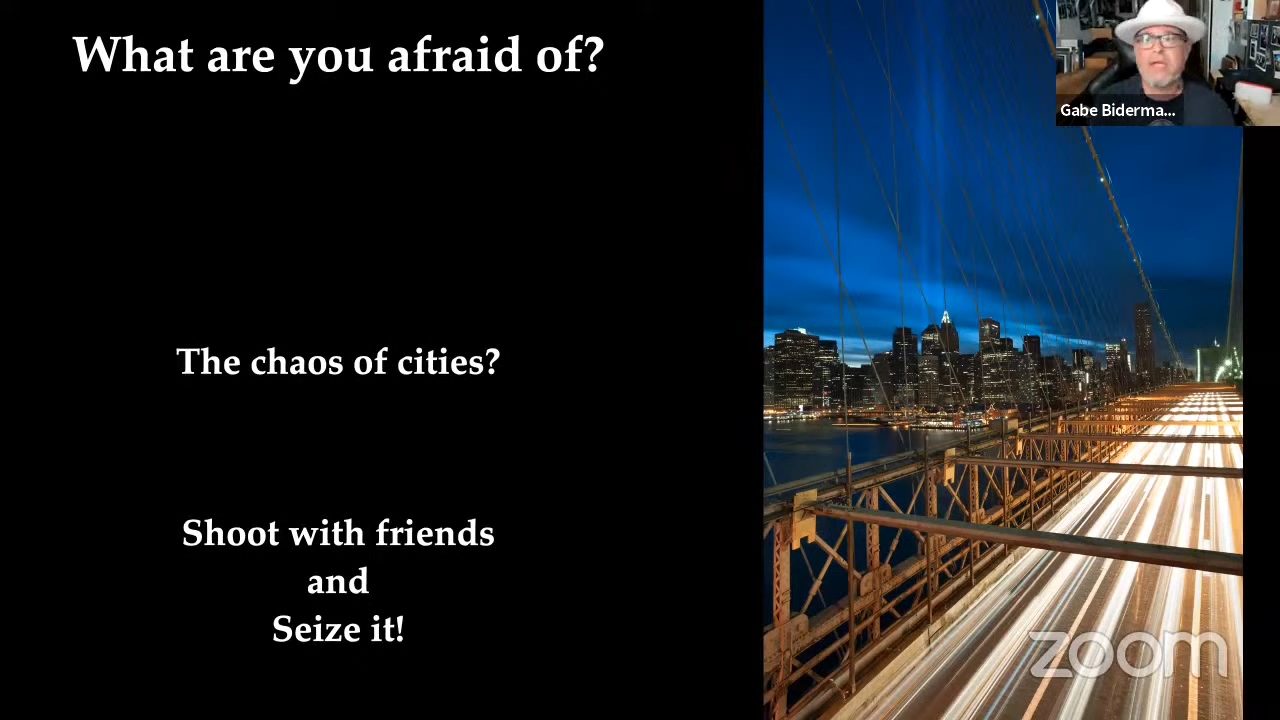 What are you afraid of?
Gabe Biderma...
The chaos of cities?
Shoot with friends
and
Seize it!
zoom